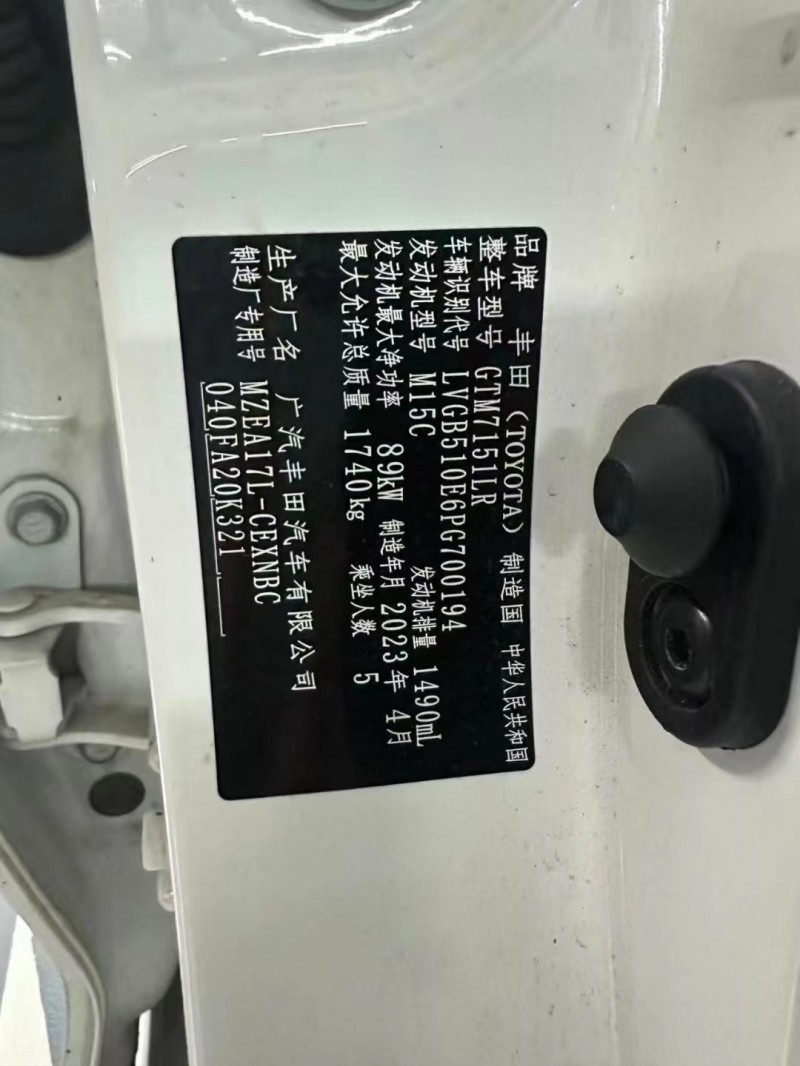 品牌 丰田（TOYOTA） 制造国 中华人民共和国
整车型号 GTM7151LR
车辆识别代号 LVGB510E6PG700194
发动机型号 M15C 发动机排量 1490mL
发动机最大净功率 89kW 制造年月 2023年 4月
最大允许总质量 1740kg 乘坐人数 5
生产厂名 广汽丰田汽车有限公司
制造厂专用号 MZEA17L-CEXNBC
040FA20K321